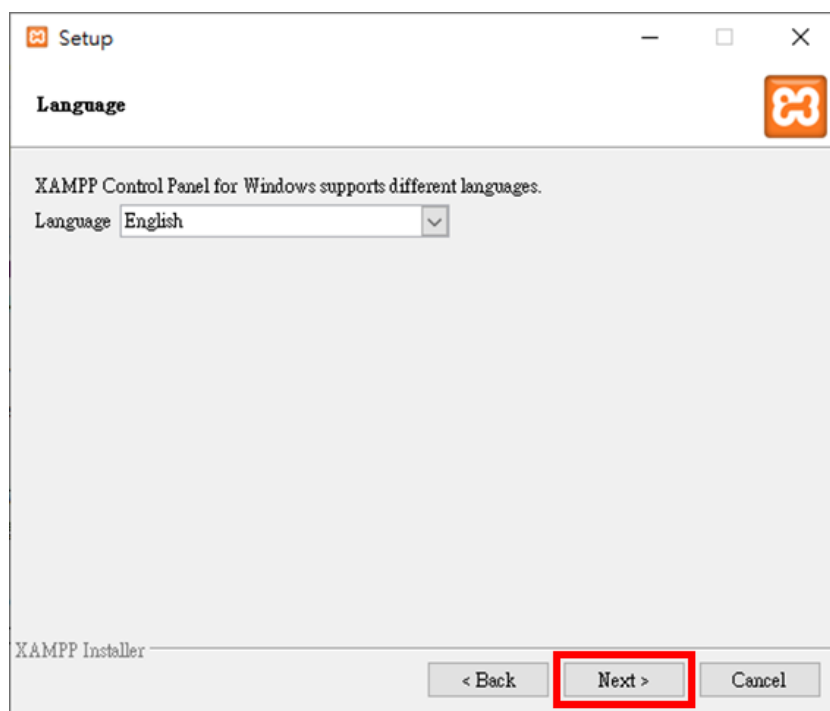 Setup
Language
XAMPP Control Panel for Windows supports different languages.
Language English
XAMPP Installer
< Back Next > Cancel